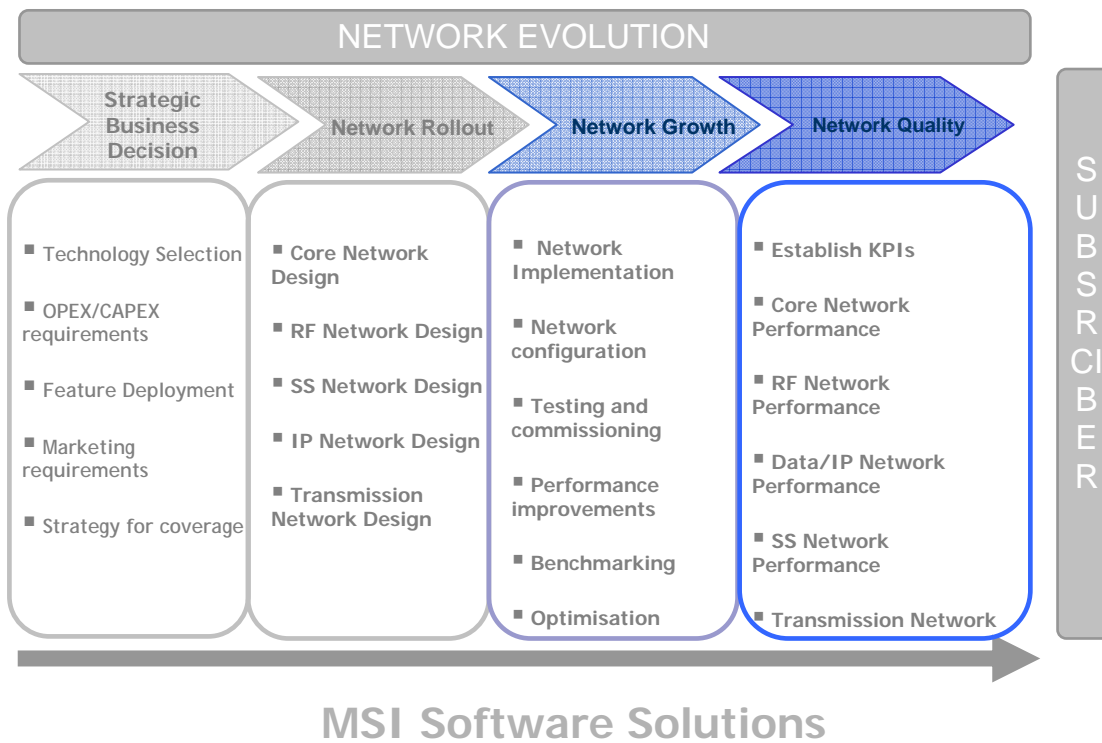 NETWORK EVOLUTION
Strategic
Business
Decision
Network Rollout
Network Growth
Network Quality
▪ Technology Selection
▪ OPEX/CAPEX
requirements
▪ Feature Deployment
▪ Marketing
requirements
▪ Strategy for coverage
▪ Core Network
Design
▪ RF Network Design
▪ SS Network Design
▪ IP Network Design
▪ Transmission
Network Design
▪ Network
Implementation
▪ Network
configuration
▪ Testing and
commissioning
▪ Performance
improvements
▪ Benchmarking
▪ Optimisation
▪ Establish KPIs
▪ Core Network
Performance
▪ RF Network
Performance
▪ Data/IP Network
Performance
▪ SS Network
Performance
▪ Transmission Network
S
U
B
S
R
CI
B
E
R
MSI Software Solutions